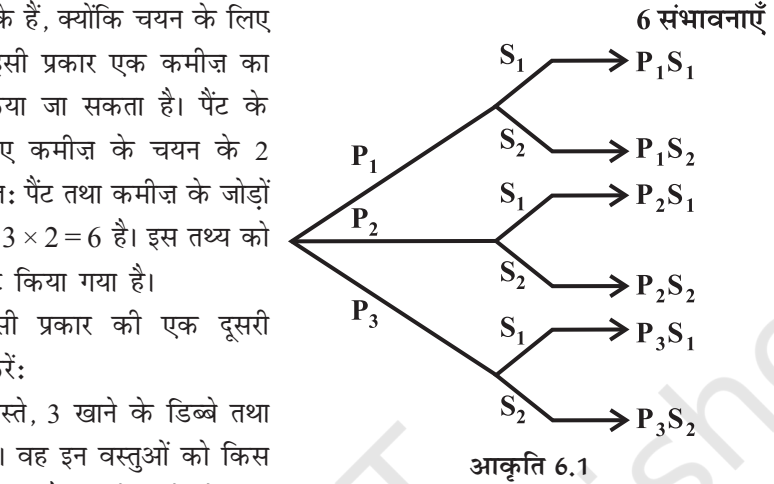 के हैं, क्योंकि चयन के लिए
इसी प्रकार एक कमीज़ का
किया जा सकता है। पैंट के
कमीज़ के चयन के 2
पैंट तथा कमीज़ के जोड़ों
3 × 2 = 6 है। इस तथ्य को
किया गया है।
प्रकार की एक दूसरी
3 खाने के डिब्बे तथा
वह इन वस्तुओं को किस
6 संभावनाएँ
P₁
S₁
P₁S₁
S₂
P₁S₂
P₂
S₁
P₂S₁
S₂
P₂S₂
P₃
S₁
P₃S₁
S₂
P₃S₂
आकृति 6.1